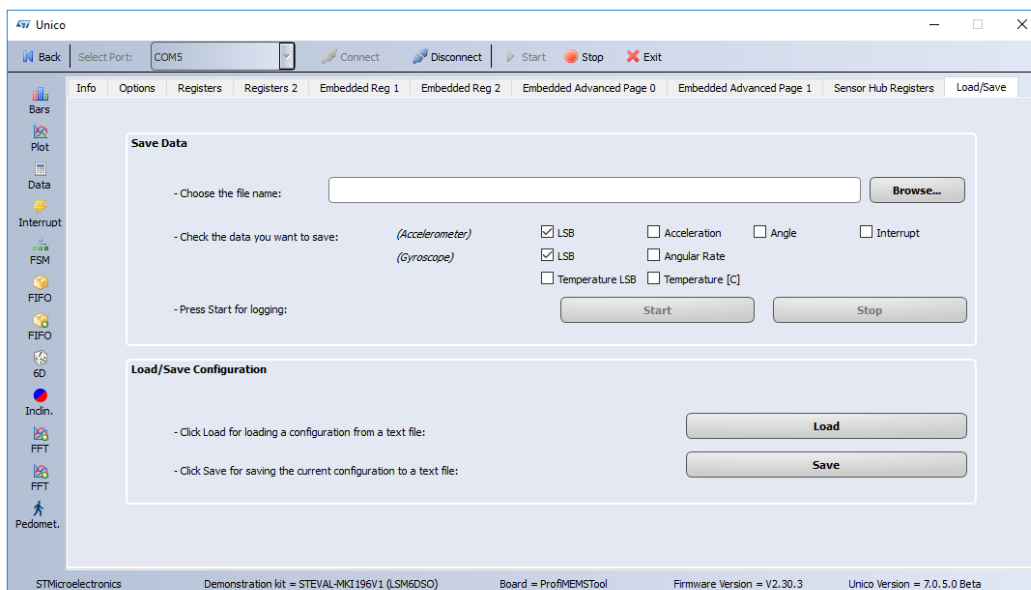 Unico
Back Select Port: COM5 Connect Disconnect Start Stop Exit
Info Options Registers Registers 2 Embedded Reg 1 Embedded Reg 2 Embedded Advanced Page 0 Embedded Advanced Page 1 Sensor Hub Registers Load/Save
Bars
Plot
Data
Interrupt
FSM
FIFO
FIFO
6D
Inclin.
FFT
FFT
Pedomet.
Save Data
- Choose the file name: Browse...
- Check the data you want to save: (Accelerometer) LSB Acceleration Angle Interrupt
(Gyroscope) LSB Angular Rate
Temperature LSB Temperature [C]
- Press Start for logging: Start Stop
Load/Save Configuration
- Click Load for loading a configuration from a text file: Load
- Click Save for saving the current configuration to a text file: Save
STMicroelectronics Demonstration kit = STEVAL-MKI196V1 (LSM6DSO) Board = ProfiMEMSTool Firmware Version = V2.30.3 Unico Version = 7.0.5.0 Beta